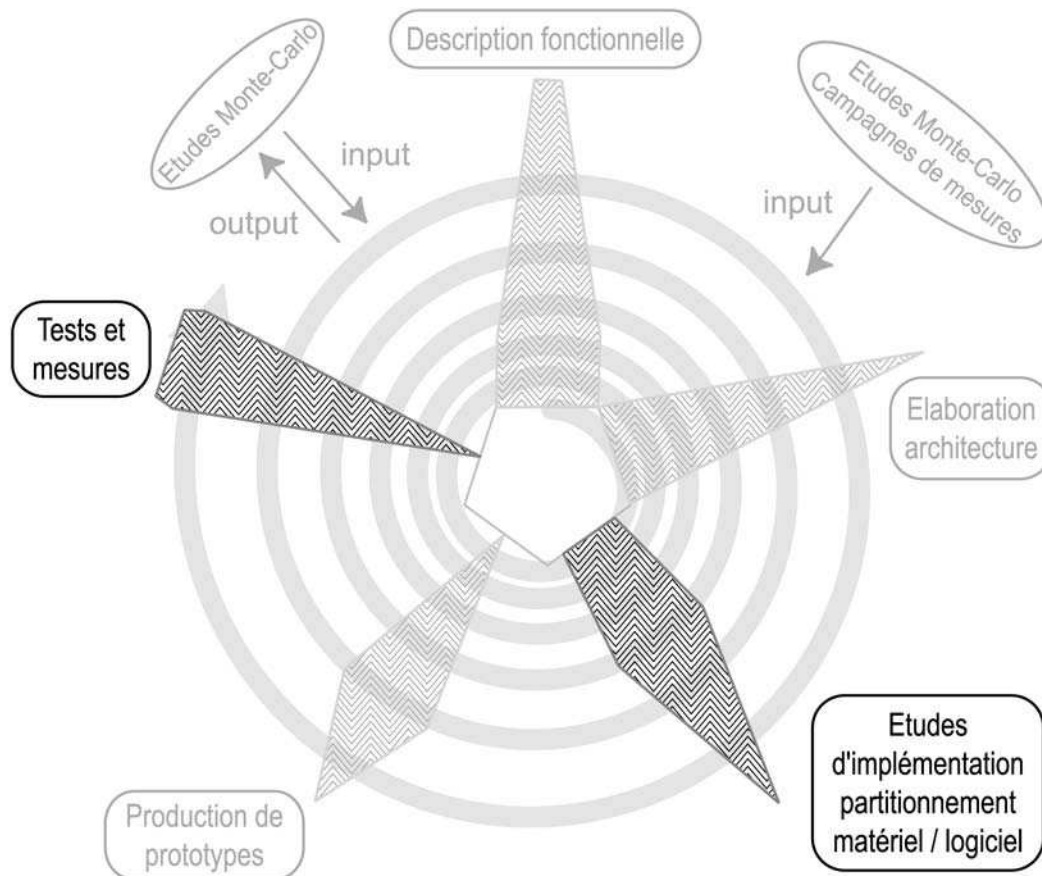 Description fonctionnelle
Etudes Monte-Carlo
input
output
Etudes Monte-Carlo
Campagnes de mesures
input
Tests et
mesures
Elaboration
architecture
Etudes
d'implémentation
partitionnement
matériel / logiciel
Production de
prototypes